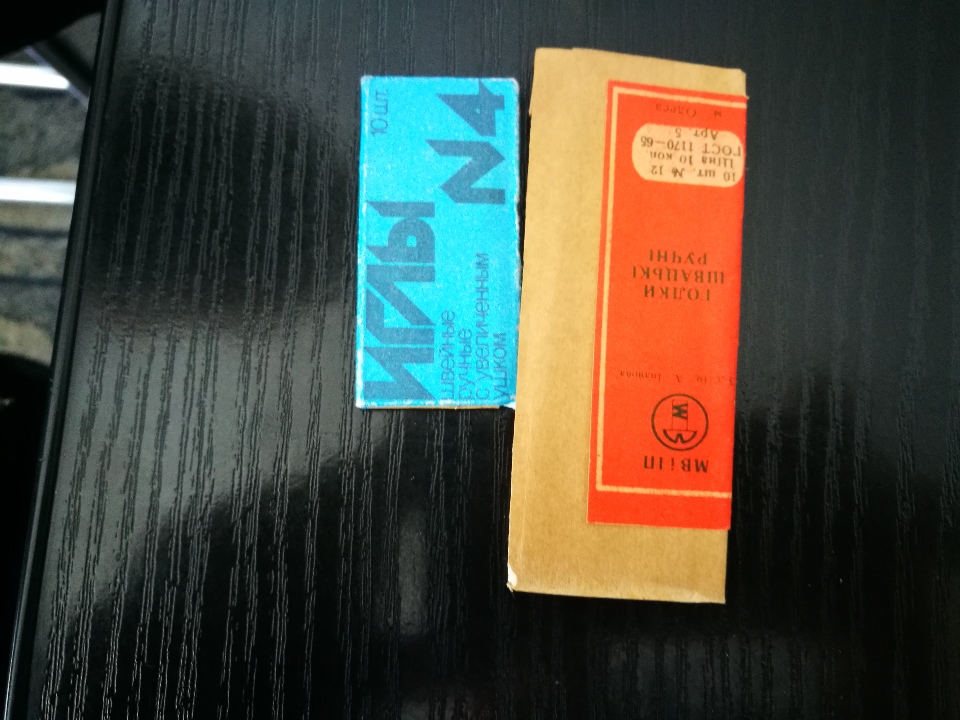 10 шт.
ИГЛЫ N4
швейные
ручные
с увеличенным
ушком
МВіІП
ГОЛКИ
ШВАЦЬКІ
РУЧНІ
10 шт. № 12
Ціна 10 коп.
ГОСТ 1170—65
Арт. 5
м. Одеса